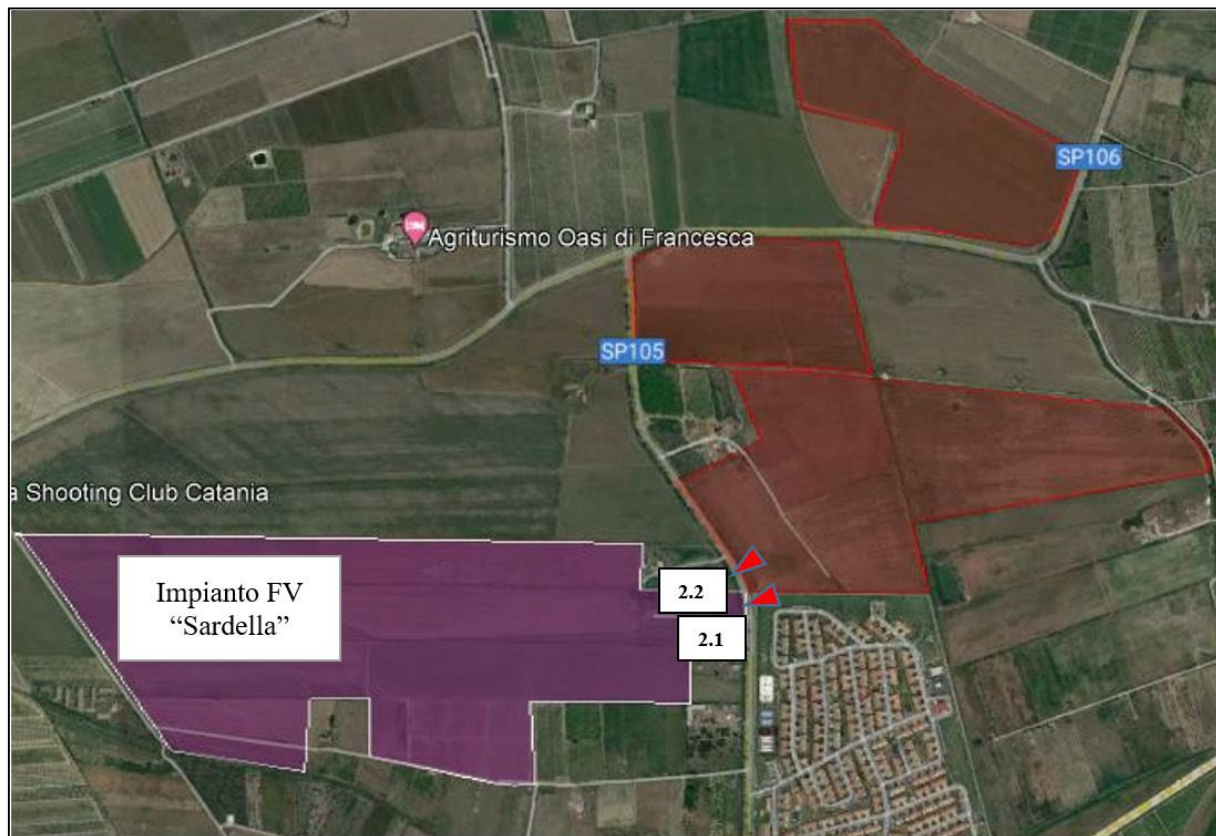 SP106
Agriturismo Oasi di Francesca
SP105
a Shooting Club Catania
Impianto FV
“Sardella”
2.2
2.1